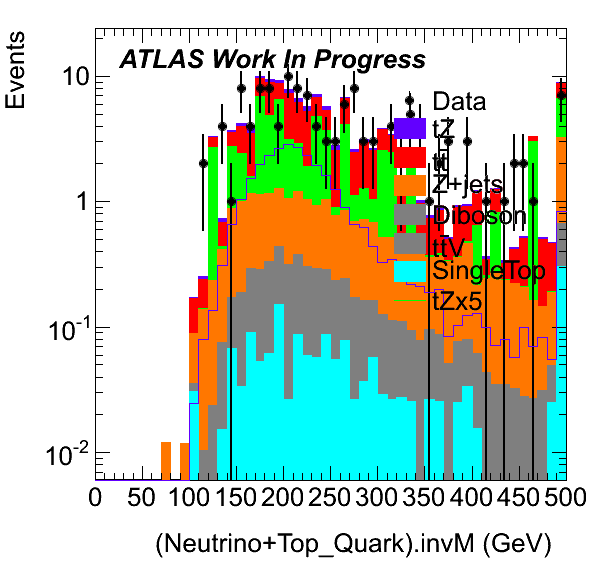 ATLAS Work In Progress
Events
Data
tZ
tt
Z+jets
Diboson
ttV
SingleTop
tZx5
10
1
10-1
10-2
0 50 100 150 200 250 300 350 400 450 500
(Neutrino+Top_Quark).invM (GeV)